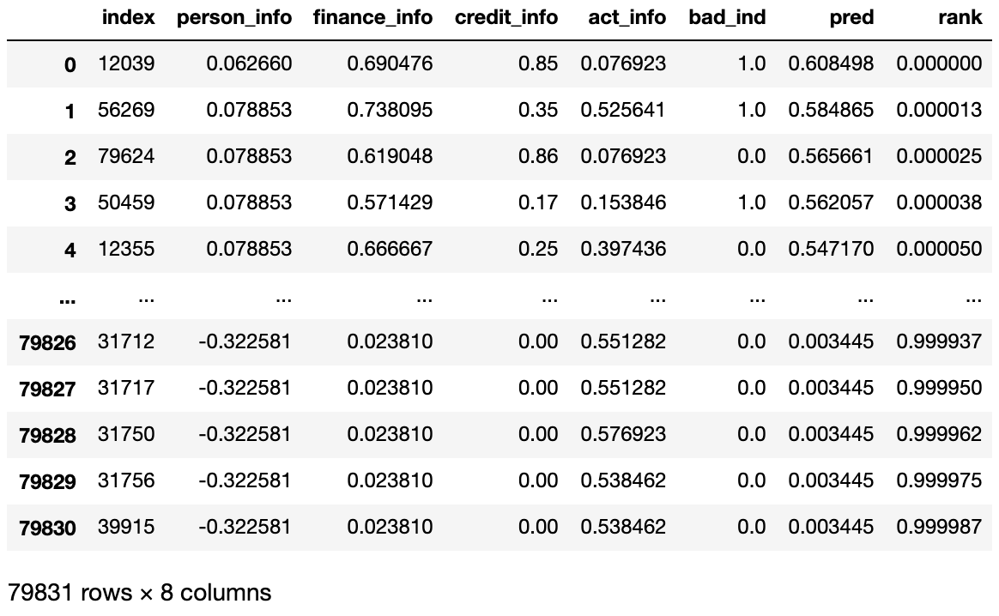 index person_info finance_info credit_info act_info bad_ind pred rank
0 12039 0.062660 0.690476 0.85 0.076923 1.0 0.608498 0.000000
1 56269 0.078853 0.738095 0.35 0.525641 1.0 0.584865 0.000013
2 79624 0.078853 0.619048 0.86 0.076923 0.0 0.565661 0.000025
3 50459 0.078853 0.571429 0.17 0.153846 1.0 0.562057 0.000038
4 12355 0.078853 0.666667 0.25 0.397436 0.0 0.547170 0.000050
... ... ... ... ... ... ... ... ...
79826 31712 -0.322581 0.023810 0.00 0.551282 0.0 0.003445 0.999937
79827 31717 -0.322581 0.023810 0.00 0.551282 0.0 0.003445 0.999950
79828 31750 -0.322581 0.023810 0.00 0.576923 0.0 0.003445 0.999962
79829 31756 -0.322581 0.023810 0.00 0.538462 0.0 0.003445 0.999975
79830 39915 -0.322581 0.023810 0.00 0.538462 0.0 0.003445 0.999987
79831 rows × 8 columns